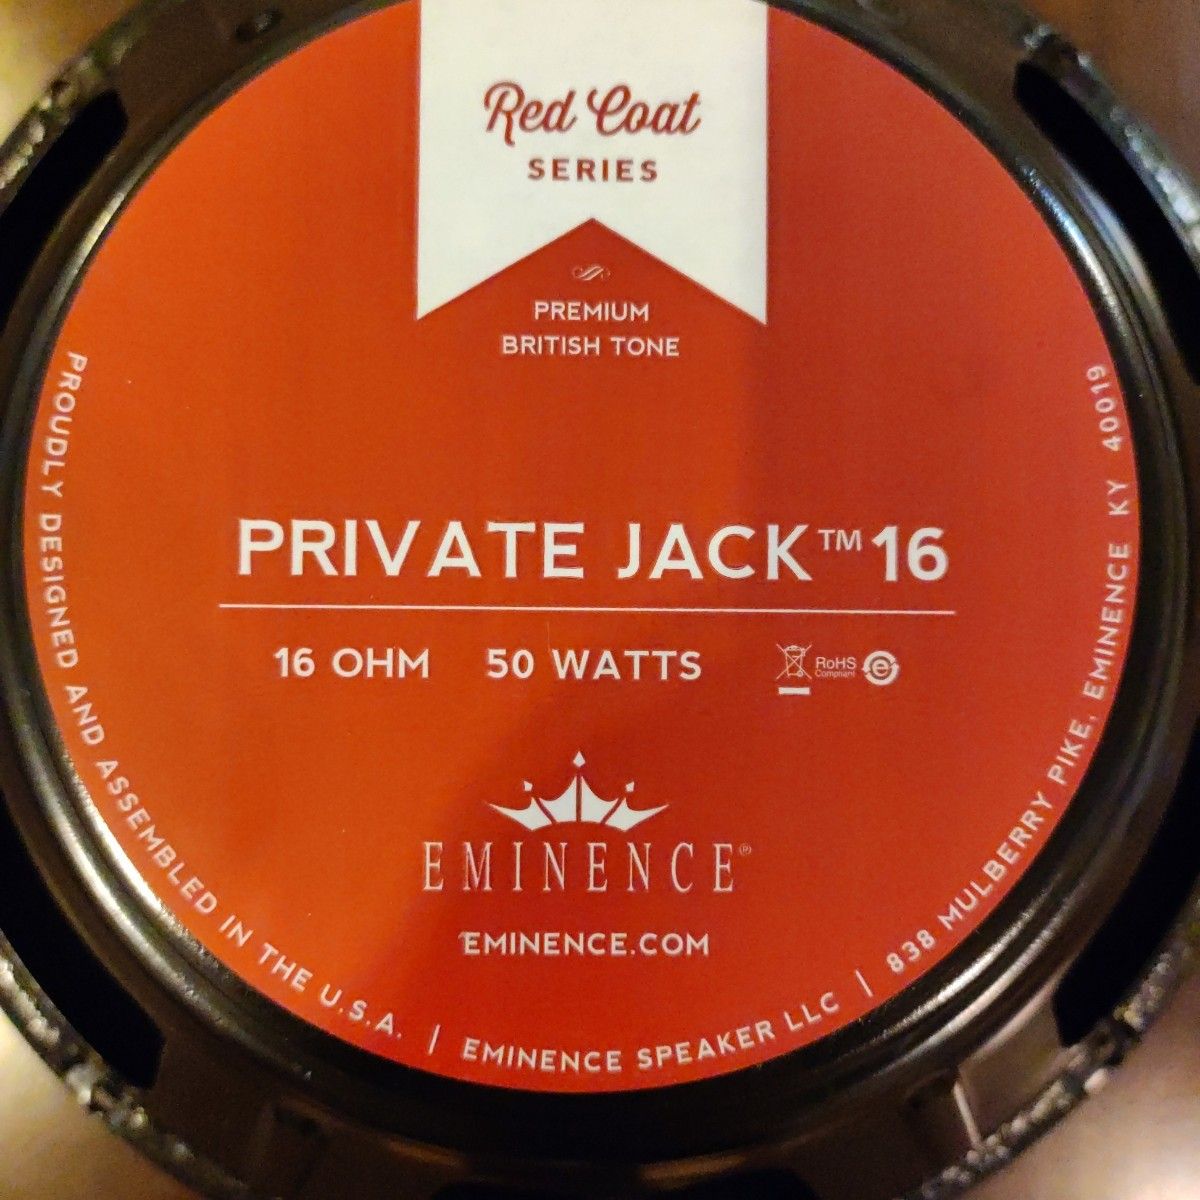 Red Coat
SERIES
PREMIUM
BRITISH TONE
PRIVATE JACK™ 16
16 OHM 50 WATTS
RoHS
Compliant
e
EMINENCE®
EMINENCE.COM
PROUDLY DESIGNED AND ASSEMBLED IN THE U.S.A. | EMINENCE SPEAKER LLC | 838 MULBERRY PIKE, EMINENCE KY 40019